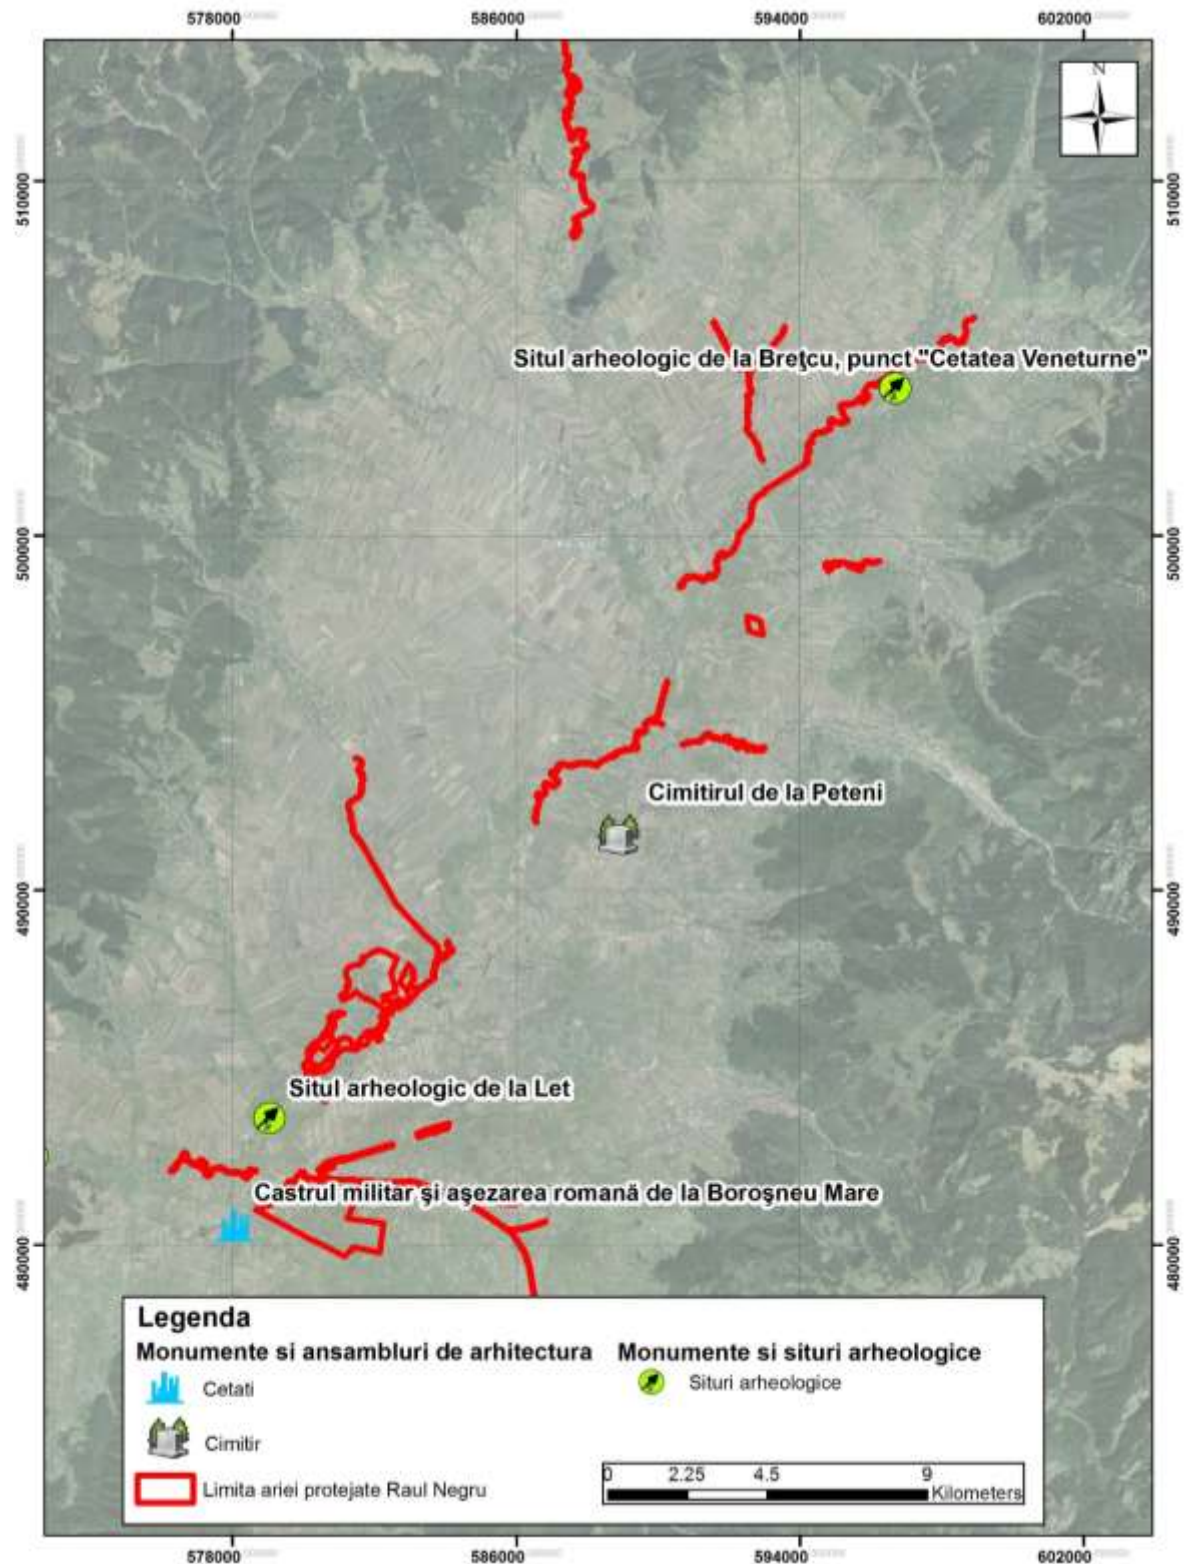 578000 586000 594000 602000
N
510000 510000
Situl arheologic de la Breţcu, punct "Cetatea Veneturne"
500000 500000
Cimitirul de la Peteni
490000 490000
Situl arheologic de la Let
Castrul militar şi aşezarea romană de la Boroşneu Mare
480000 480000
Legenda
Monumente si ansambluri de arhitectura
Cetati
Cimitir
Limita ariei protejate Raul Negru
Monumente si situri arheologice
Situri arheologice
0 2.25 4.5 9
Kilometers
578000 586000 594000 602000